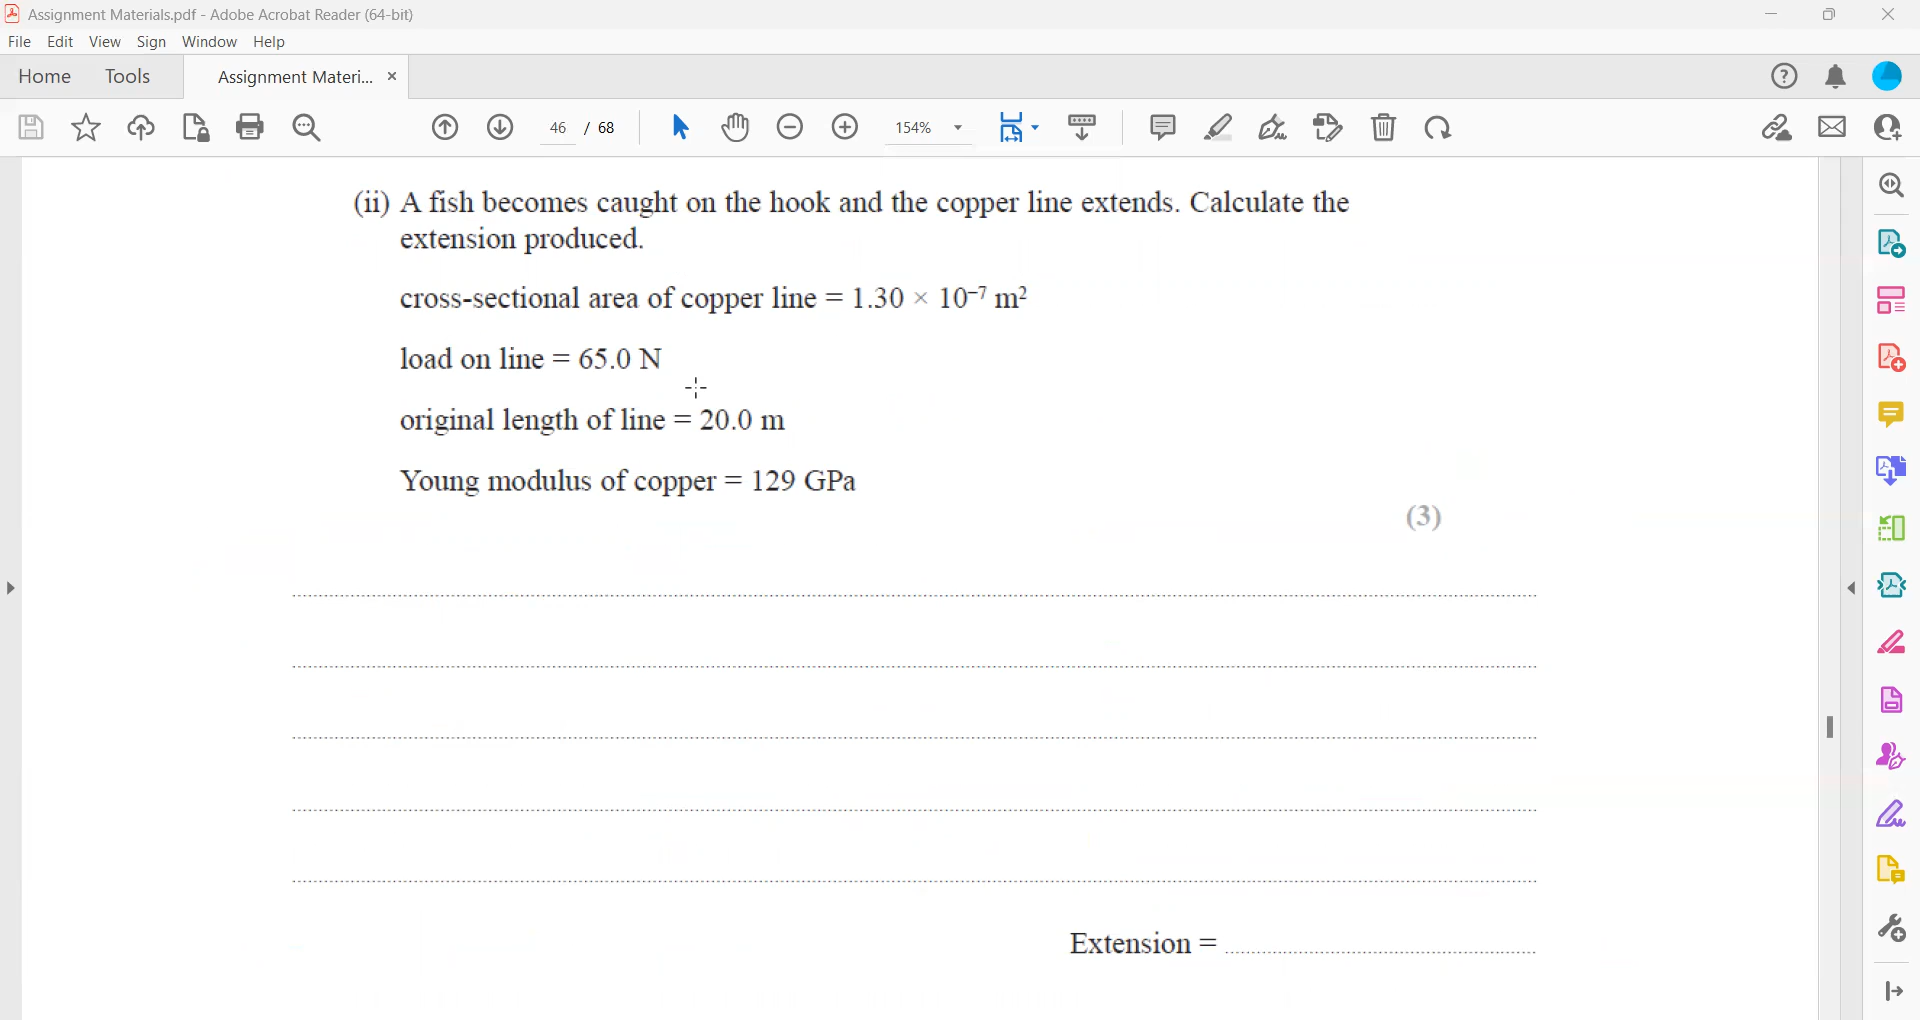 Assignment Materials.pdf - Adobe Acrobat Reader (64-bit)
File Edit View Sign Window Help
Home Tools Assignment Materi... ×
46 / 68 154%
(ii) A fish becomes caught on the hook and the copper line extends. Calculate the
extension produced.
cross-sectional area of copper line = 1.30 × 10⁻⁷ m²
load on line = 65.0 N
original length of line = 20.0 m
Young modulus of copper = 129 GPa
(3)
Extension =